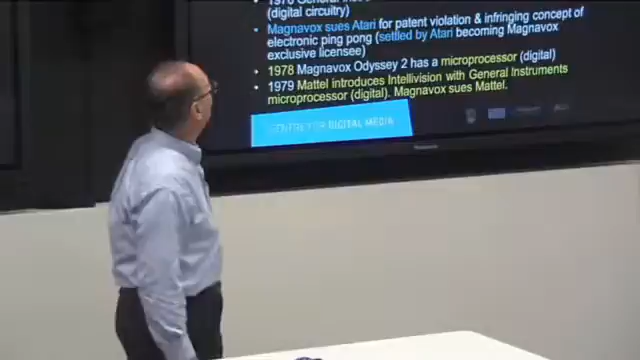 (digital circuitry)
• Magnavox sues Atari for patent violation & infringing concept of
electronic ping pong (settled by Atari becoming Magnavox
exclusive licensee)
• 1978 Magnavox Odyssey 2 has a microprocessor (digital)
• 1979 Mattel introduces Intellivision with General Instruments
microprocessor (digital). Magnavox sues Mattel.
CENTRE FOR DIGITAL MEDIA